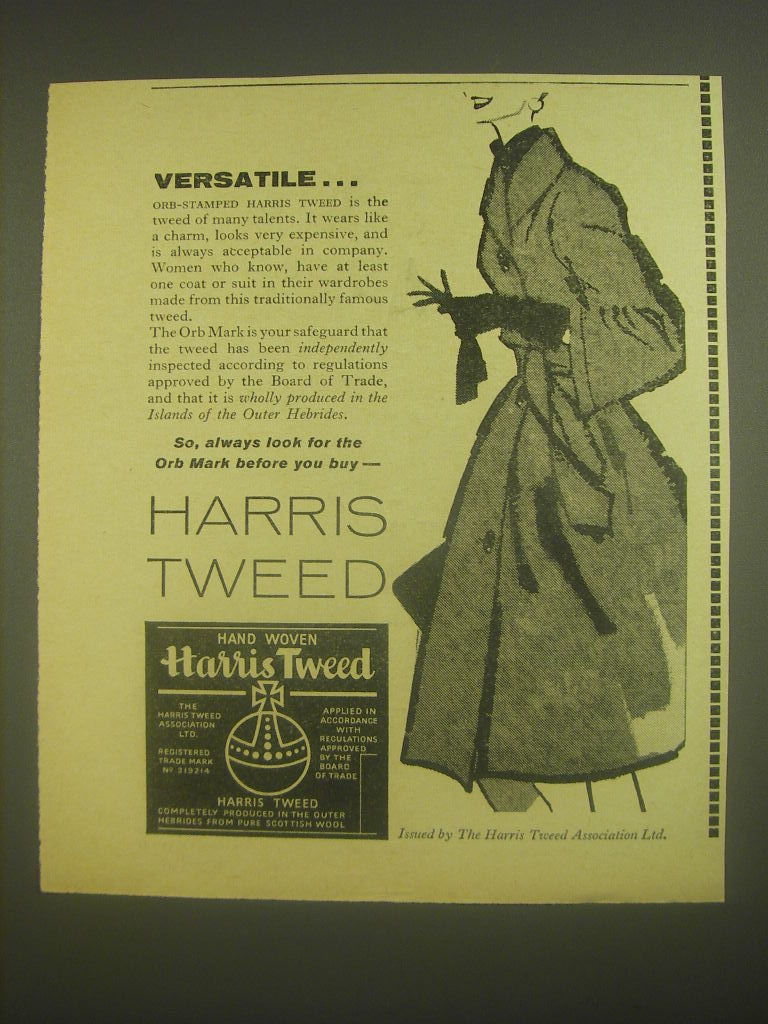 VERSATILE...
ORB-STAMPED HARRIS TWEED is the
tweed of many talents. It wears like
a charm, looks very expensive, and
is always acceptable in company.
Women who know, have at least
one coat or suit in their wardrobes
made from this traditionally famous
tweed.
The Orb Mark is your safeguard that
the tweed has been independently
inspected according to regulations
approved by the Board of Trade,
and that it is wholly produced in the
Islands of the Outer Hebrides.
So, always look for the
Orb Mark before you buy —
HARRIS
TWEED
HAND WOVEN
Harris Tweed
THE
HARRIS TWEED
ASSOCIATION
LTD.
REGISTERED
TRADE MARK
No 319214
APPLIED IN
ACCORDANCE
WITH
REGULATIONS
APPROVED
BY THE
BOARD
OF TRADE
HARRIS TWEED
COMPLETELY PRODUCED IN THE OUTER
HEBRIDES FROM PURE SCOTTISH WOOL
Issued by The Harris Tweed Association Ltd.